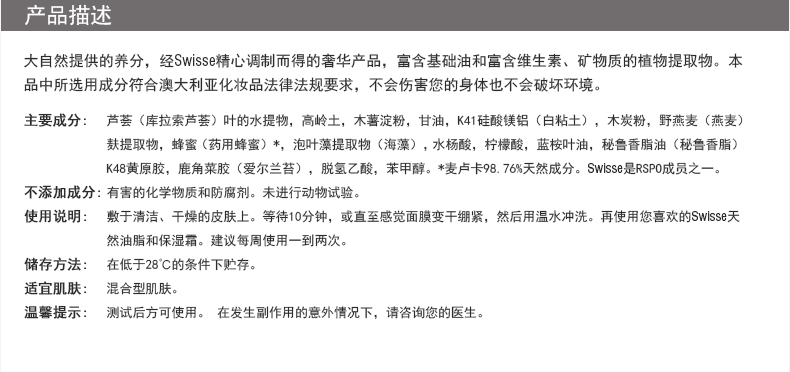 产品描述
大自然提供的养分，经Swisse精心调制而得的奢华产品，富含基础油和富含维生素、矿物质的植物提取物。本
品中所选用成分符合澳大利亚化妆品法律法规要求，不会伤害您的身体也不会破坏环境。
主要成分： 芦荟（库拉索芦荟）叶的水提物，高岭土，木薯淀粉，甘油，K41硅酸镁铝（白粘土），木炭粉，野燕麦（燕麦）
麸提取物，蜂蜜（药用蜂蜜）*，泡叶藻提取物（海藻），水杨酸，柠檬酸，蓝桉叶油，秘鲁香脂油（秘鲁香脂）
K48黄原胶，鹿角菜胶（爱尔兰苔），脱氢乙酸，苯甲醇。*麦卢卡98.76%天然成分。Swisse是RSPO成员之一。
不添加成分：有害的化学物质和防腐剂。未进行动物试验。
使用说明： 敷于清洁、干燥的皮肤上。等待10分钟，或直至感觉面膜变干绷紧，然后用温水冲洗。再使用您喜欢的Swisse天
然油脂和保湿霜。建议每周使用一到两次。
储存方法： 在低于28℃的条件下贮存。
适宜肌肤： 混合型肌肤。
温馨提示： 测试后方可使用。 在发生副作用的意外情况下，请咨询您的医生。